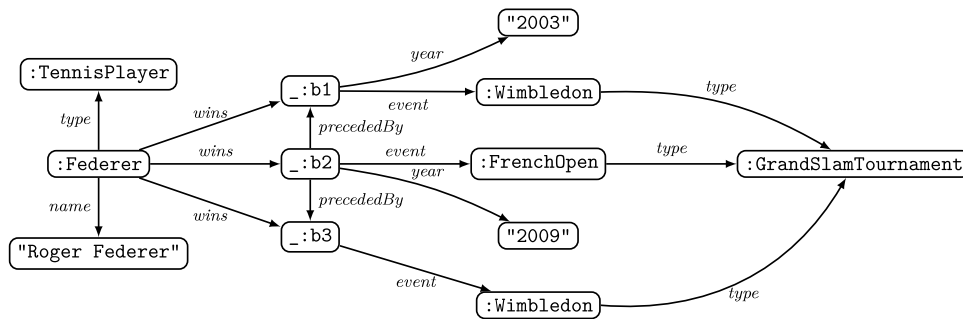 "2003"
year
:TennisPlayer
_:b1
:Wimbledon
type
event
type
wins
precededBy
:Federer
wins
_:b2
event
:FrenchOpen
type
:GrandSlamTournament
year
name
wins
precededBy
_:b3
"2009"
"Roger Federer"
event
:Wimbledon
type